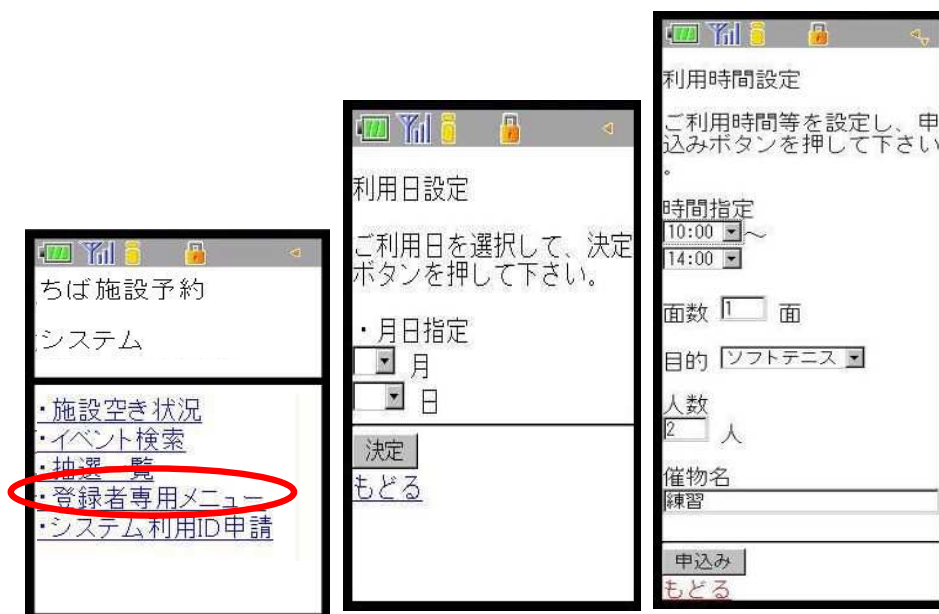 ちば施設予約
システム
・施設空き状況
・イベント検索
・抽選一覧
・登録者専用メニュー
・システム利用ID申請
利用日設定
ご利用日を選択して、決定
ボタンを押して下さい。
・月日指定
月
日
決定
もどる
利用時間設定
ご利用時間等を設定し、申
込みボタンを押して下さい
。
時間指定
10:00 ～
14:00
面数 1 面
目的 ソフトテニス
人数
2 人
催物名
練習
申込み
もどる